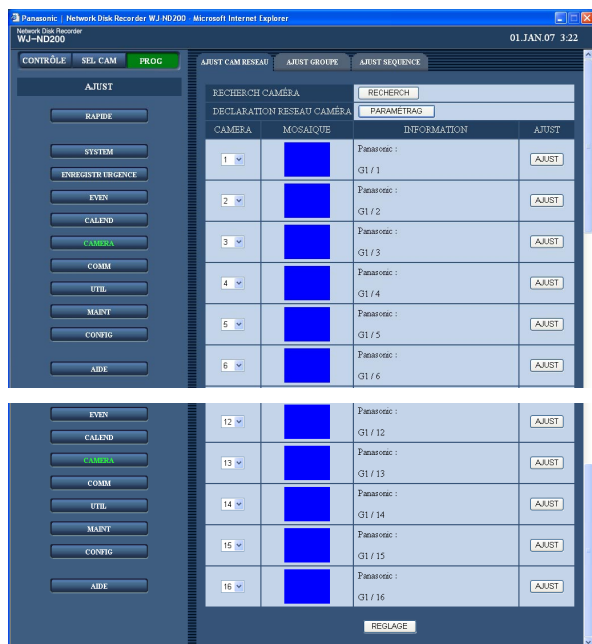 Panasonic | Network Disk Recorder WJ-ND200 - Microsoft Internet Explorer
Network Disk Recorder
WJ-ND200
01.JAN.07 3:22
CONTRÔLE SEL CAM PROG
AJUST CAM RESEAU AJUST GROUPE AJUST SEQUENCE
AJUST
RAPIDE
SYSTEM
ENREGISTR URGENCE
EVEN
CALEND
CAMERA
COMM
UTIL
MAINT
CONFIG
AIDE
RECHERCH CAMÉRA RECHERCH
DECLARATION RESEAU CAMÉRA PARAMÉTRAG
CAMERA MOSAIQUE INFORMATION AJUST
1 Panasonic : AJUST
G1 / 1
2 Panasonic : AJUST
G1 / 2
3 Panasonic : AJUST
G1 / 3
4 Panasonic : AJUST
G1 / 4
5 Panasonic : AJUST
G1 / 5
6 Panasonic : AJUST
G1 / 6
EVEN
CALEND
CAMERA
COMM
UTIL
MAINT
CONFIG
AIDE
12 Panasonic : AJUST
G1 / 12
13 Panasonic : AJUST
G1 / 13
14 Panasonic : AJUST
G1 / 14
15 Panasonic : AJUST
G1 / 15
16 Panasonic : AJUST
G1 / 16
REGLAGE